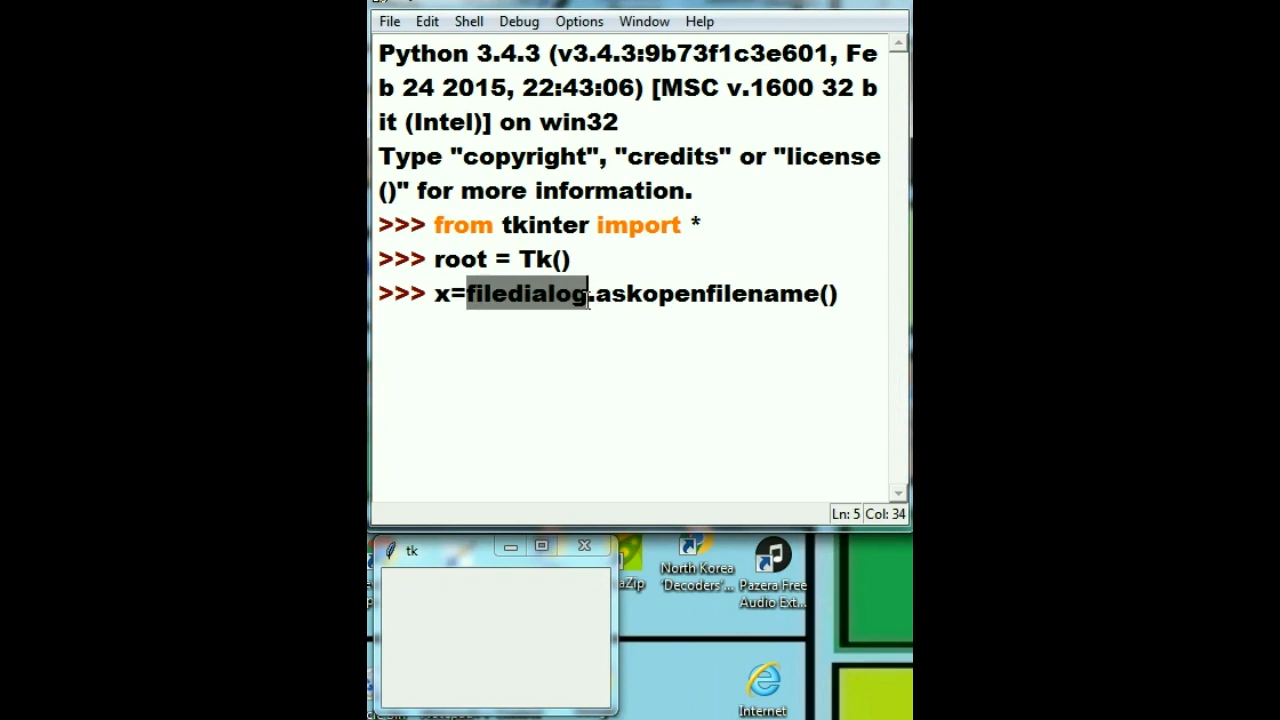 File Edit Shell Debug Options Window Help
Python 3.4.3 (v3.4.3:9b73f1c3e601, Fe
b 24 2015, 22:43:06) [MSC v.1600 32 b
it (Intel)] on win32
Type "copyright", "credits" or "license
()" for more information.
>>> from tkinter import *
>>> root = Tk()
>>> x=filedialog.askopenfilename()
Ln: 5 Col: 34
tk
aZip
North Korea
'Decoders'...
Pazera Free
Audio Ext...
Internet